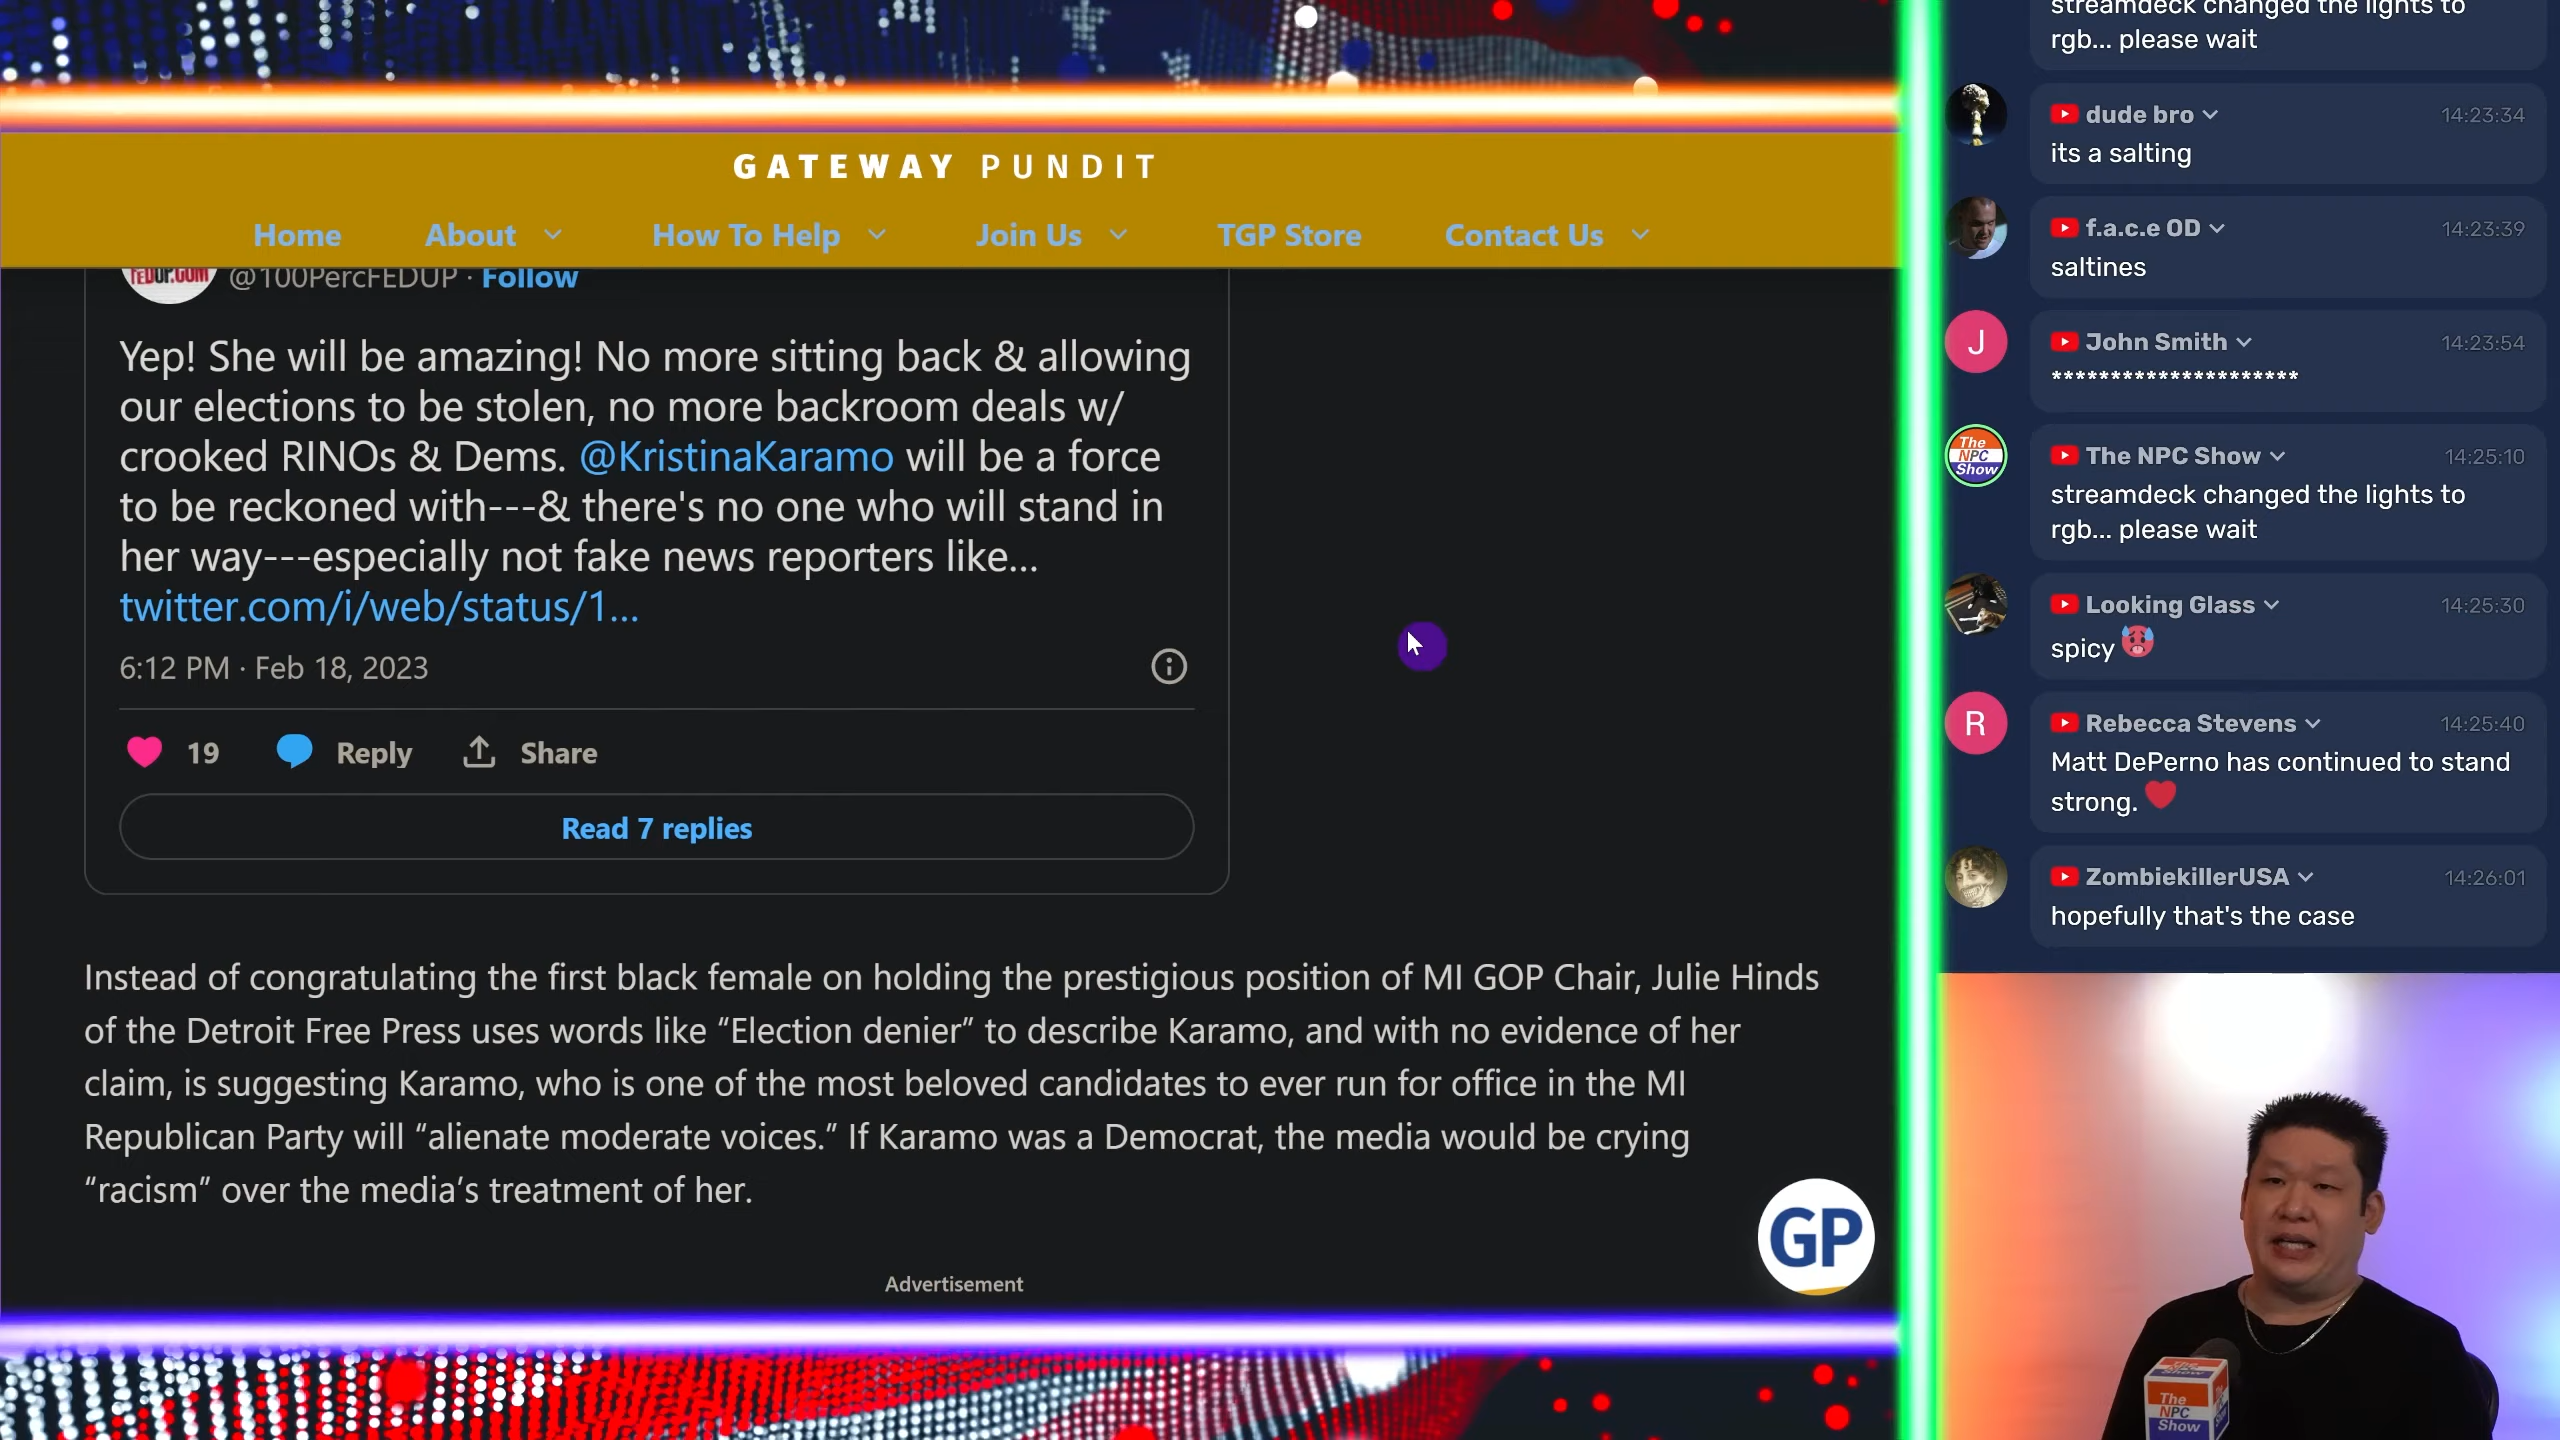 GATEWAY PUNDIT
Home About How To Help Join Us TGP Store Contact Us
FEDUP.COM
@100PercFEDUP · Follow
Yep! She will be amazing! No more sitting back & allowing
our elections to be stolen, no more backroom deals w/
crooked RINOs & Dems. @KristinaKaramo will be a force
to be reckoned with---& there's no one who will stand in
her way---especially not fake news reporters like...
twitter.com/i/web/status/1...
6:12 PM · Feb 18, 2023
19 Reply Share
Read 7 replies
Instead of congratulating the first black female on holding the prestigious position of MI GOP Chair, Julie Hinds
of the Detroit Free Press uses words like “Election denier” to describe Karamo, and with no evidence of her
claim, is suggesting Karamo, who is one of the most beloved candidates to ever run for office in the MI
Republican Party will “alienate moderate voices.” If Karamo was a Democrat, the media would be crying
“racism” over the media’s treatment of her.
GP
Advertisement
streamdeck changed the lights to
rgb... please wait
dude bro 14:23:34
its a salting
f.a.c.e OD 14:23:39
saltines
J
John Smith 14:23:54
*********************
The NPC Show
The NPC Show 14:25:10
streamdeck changed the lights to
rgb... please wait
Looking Glass 14:25:30
spicy
R
Rebecca Stevens 14:25:40
Matt DePerno has continued to stand
strong.
ZombiekillerUSA 14:26:01
hopefully that's the case
The
NPC
Show